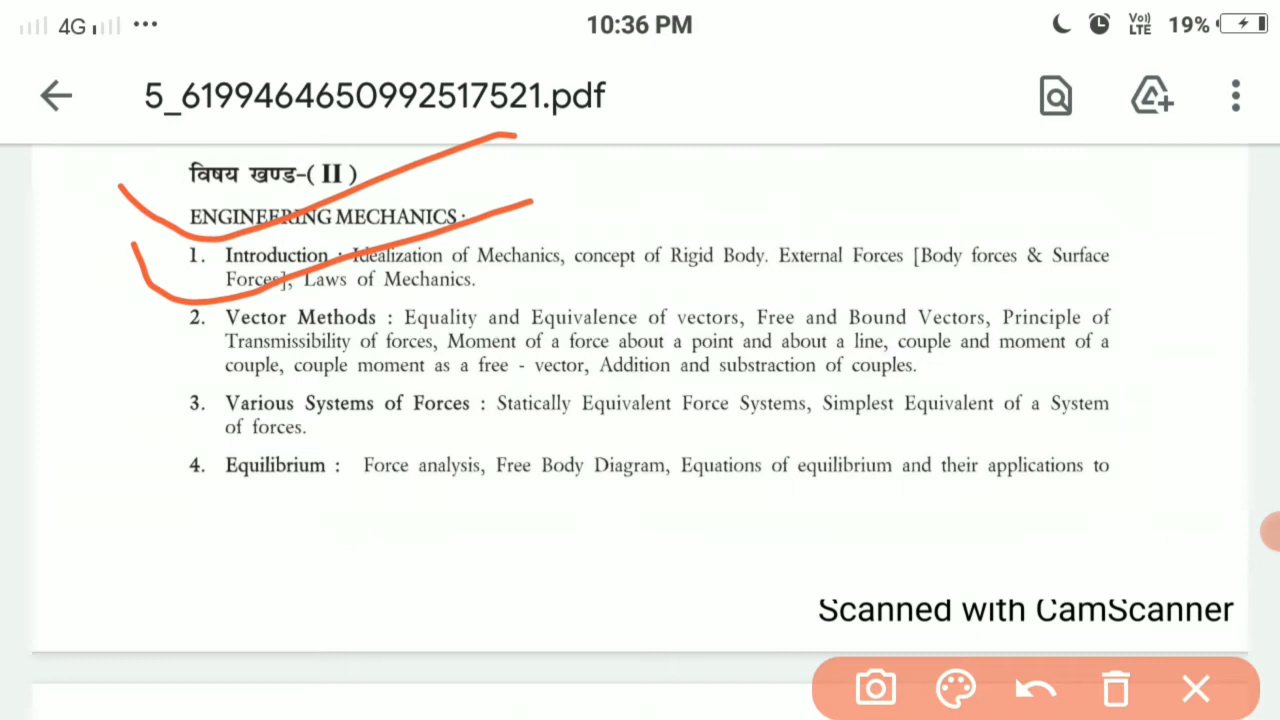 4G 10:36 PM Vo)) LTE 19%
5_6199464650992517521.pdf
विषय खण्ड-( II )
ENGINEERING MECHANICS :
1. Introduction : Idealization of Mechanics, concept of Rigid Body. External Forces [Body forces & Surface
Forces], Laws of Mechanics.
2. Vector Methods : Equality and Equivalence of vectors, Free and Bound Vectors, Principle of
Transmissibility of forces, Moment of a force about a point and about a line, couple and moment of a
couple, couple moment as a free - vector, Addition and substraction of couples.
3. Various Systems of Forces : Statically Equivalent Force Systems, Simplest Equivalent of a System
of forces.
4. Equilibrium : Force analysis, Free Body Diagram, Equations of equilibrium and their applications to
Scanned with CamScanner